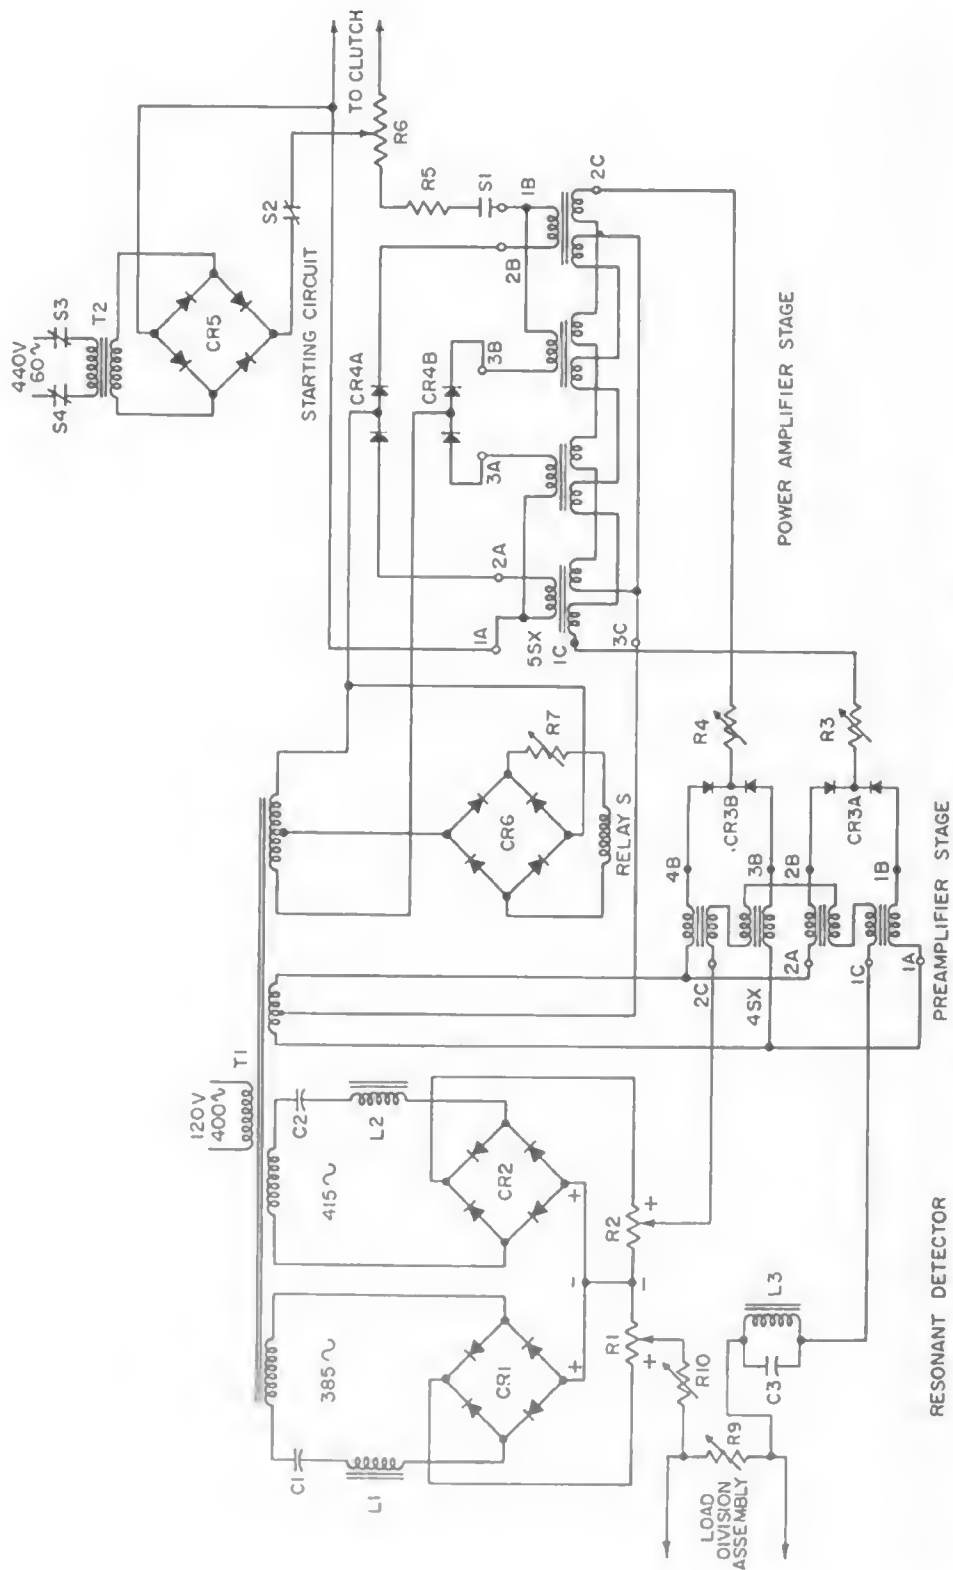 120V
400~
T1
440V
60~
S4
S3
T2
CR5
S2
STARTING CIRCUIT
TO CLUTCH
R6
R5
S1
1B
2B
2C
CR4A
CR4B
3B
3A
2A
1A
5SX
1C
3C
POWER AMPLIFIER STAGE
CR6
R7
RELAY S
R4
R3
CR3B
CR3A
4B
3B
2B
1B
2C
4SX
2A
1C
1A
PREAMPLIFIER STAGE
415~
C2
L2
CR2
+
R2
+
-
-
385~
C1
L1
CR1
+
R1
+
R10
R9
LOAD
DIVISION
ASSEMBLY
C3
L3
RESONANT DETECTOR